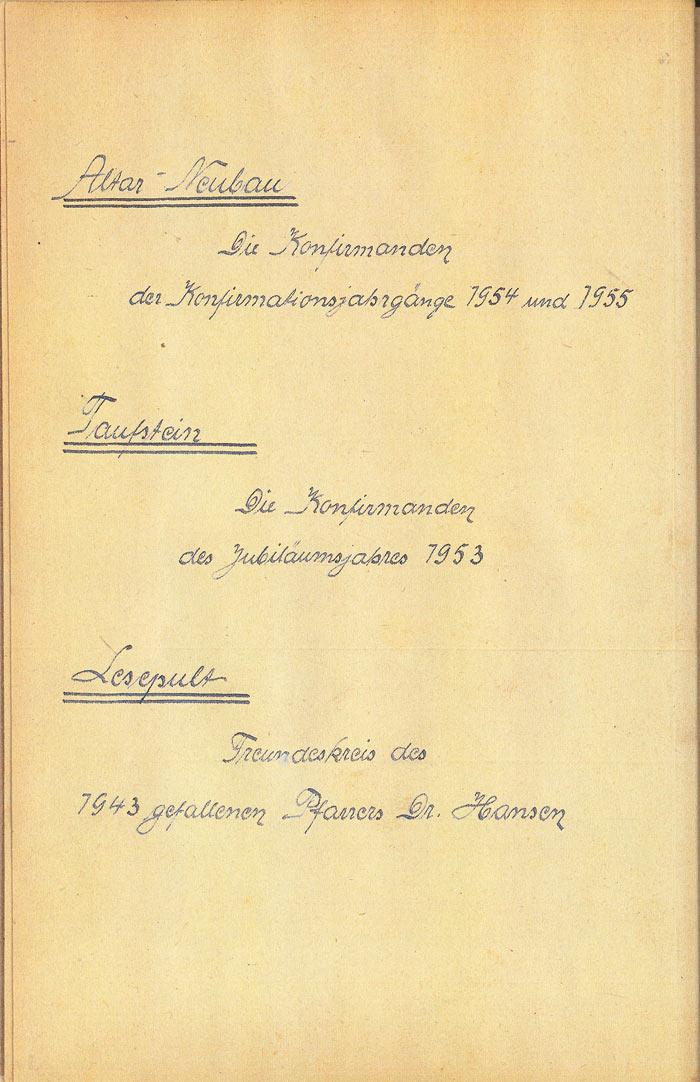 Altar-Neubau
Die Konfirmanden
der Konfirmationsjahrgänge 1954 und 1955
Taufstein
Die Konfirmanden
des Jubiläumsjahres 1953
Lesepult
Freundeskreis des
1943 gefallenen Pfarrers Dr. Hansen